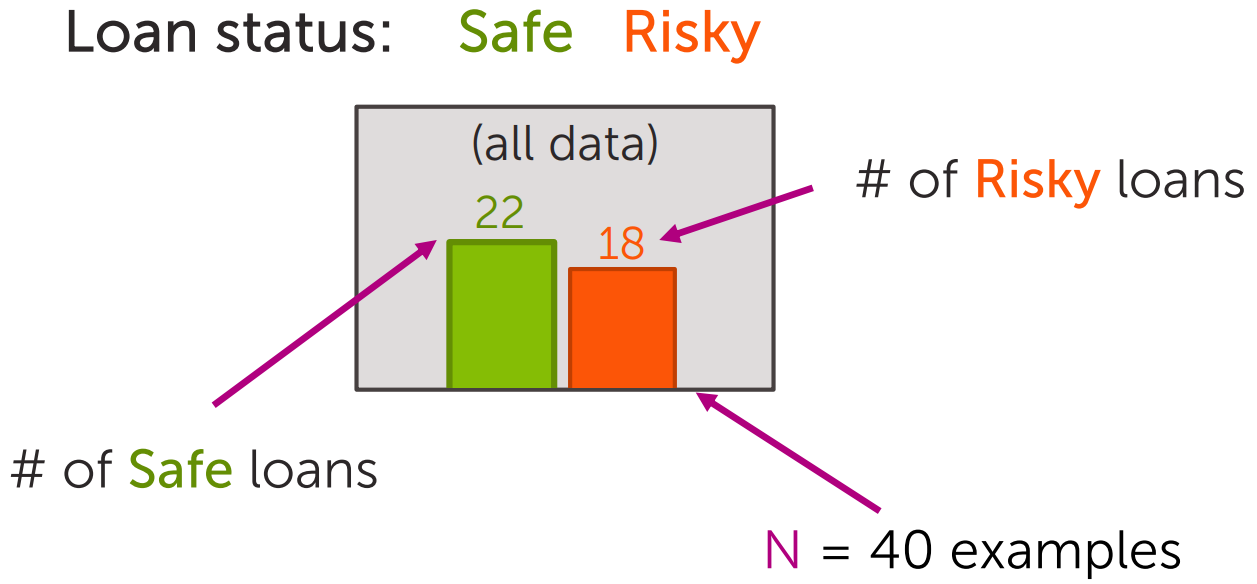 Loan status: Safe Risky
(all data)
# of Risky loans
22
18
# of Safe loans
N = 40 examples